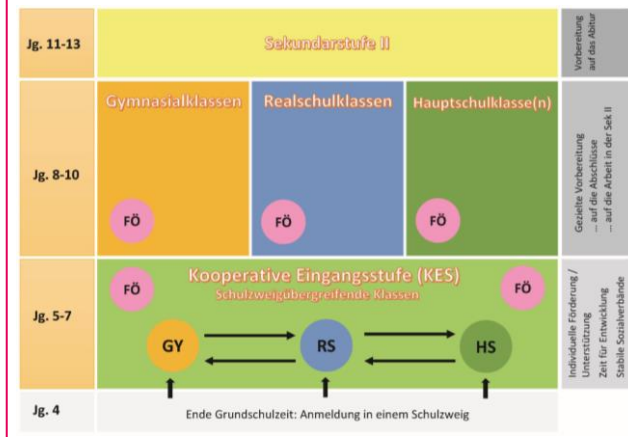 Jg. 11-13
Sekundarstufe II
Vorbereitung
auf das Abitur
Jg. 8-10
Gymnasialklassen
Realschulklassen
Hauptschulklasse(n)
FÖ
FÖ
FÖ
Gezielte Vorbereitung
... auf die Abschlüsse
... auf die Arbeit in der Sek II
Jg. 5-7
Kooperative Eingangsstufe (KES)
Schulzweigübergreifende Klassen
FÖ
FÖ
GY
RS
HS
Individuelle Förderung /
Unterstützung
Zeit für Entwicklung
Stabile Sozialverbände
Jg. 4
Ende Grundschulzeit: Anmeldung in einem Schulzweig